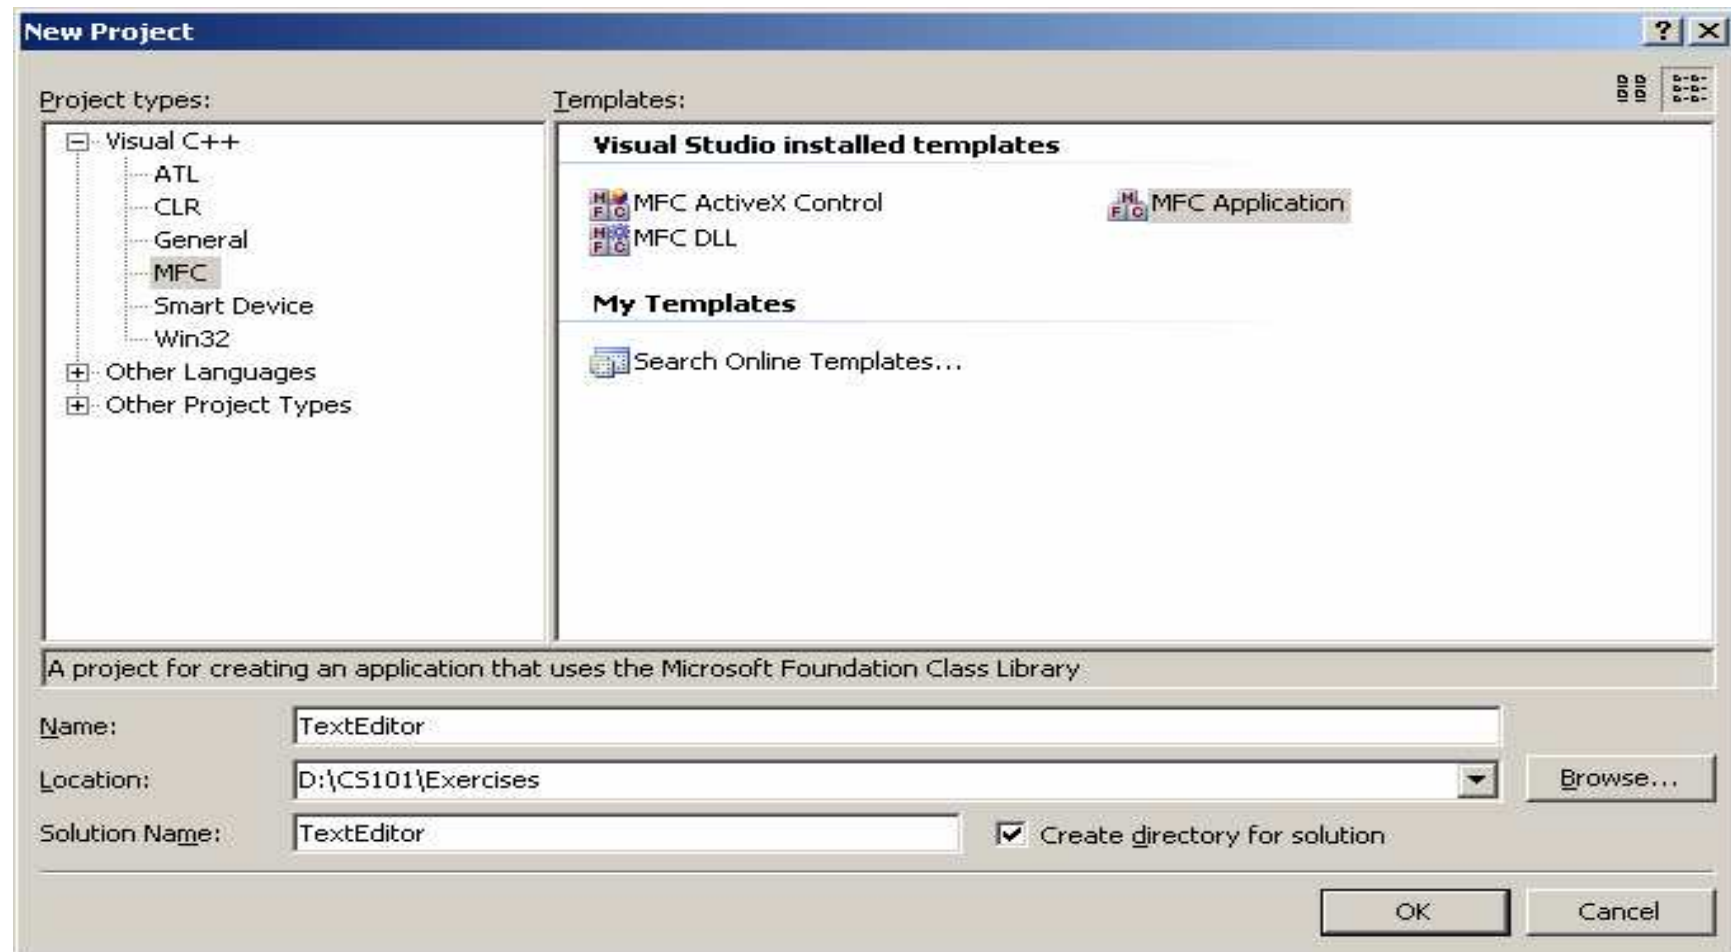 New Project
Project types:
Visual C++
ATL
CLR
General
MFC
Smart Device
Win32
Other Languages
Other Project Types
Templates:
Visual Studio installed templates
MFC ActiveX Control
MFC Application
MFC DLL
My Templates
Search Online Templates...
A project for creating an application that uses the Microsoft Foundation Class Library
Name:
TextEditor
Location:
D:\CS101\Exercises
Browse...
Solution Name:
TextEditor
Create directory for solution
OK
Cancel